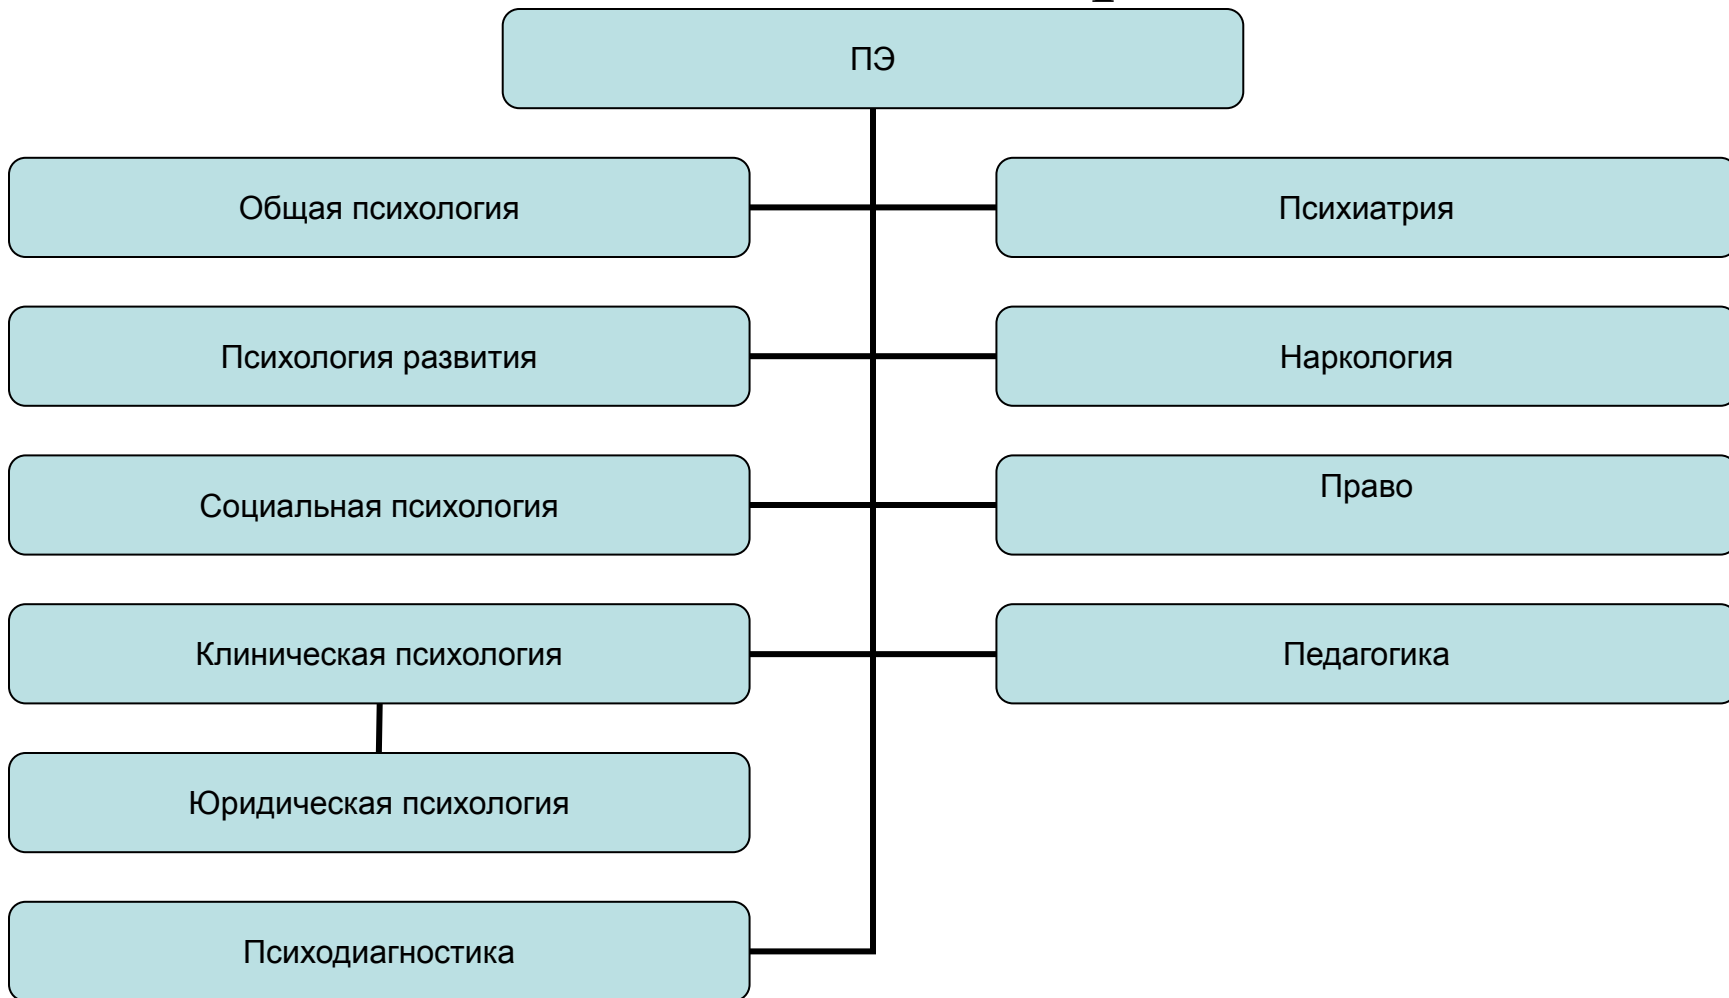 ПЭ
Общая психология
Психиатрия
Психология развития
Наркология
Социальная психология
Право
Клиническая психология
Педагогика
Юридическая психология
Психодиагностика